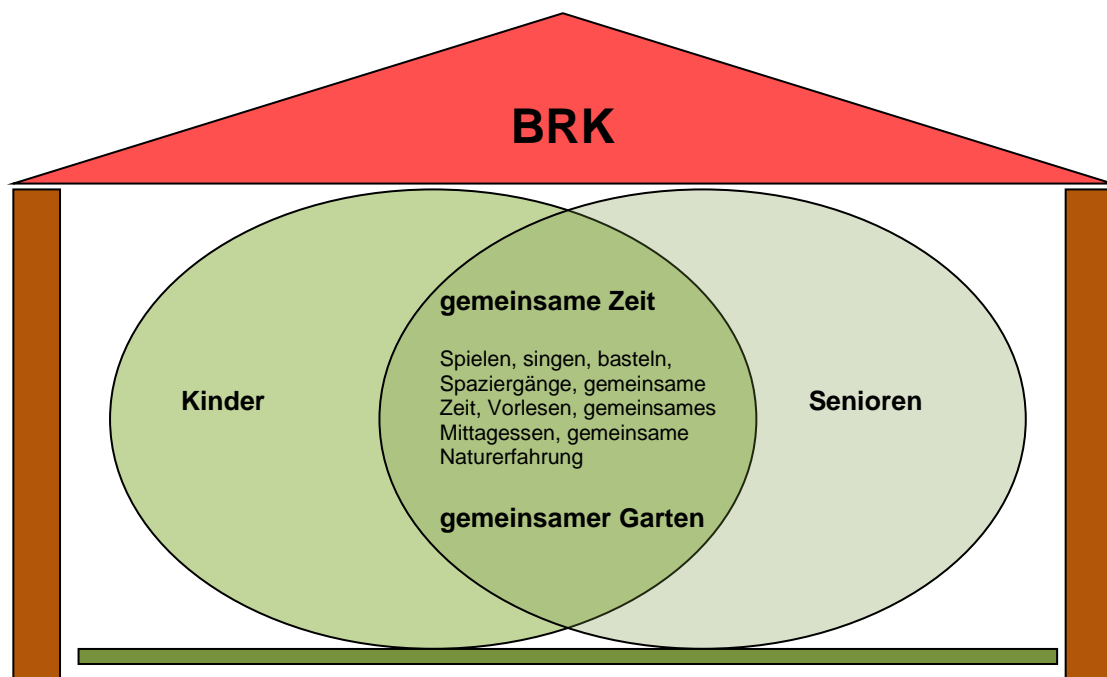 BRK
gemeinsame Zeit
Spielen, singen, basteln,
Spaziergänge, gemeinsame
Zeit, Vorlesen, gemeinsames
Mittagessen, gemeinsame
Naturerfahrung
Kinder
Senioren
gemeinsamer Garten